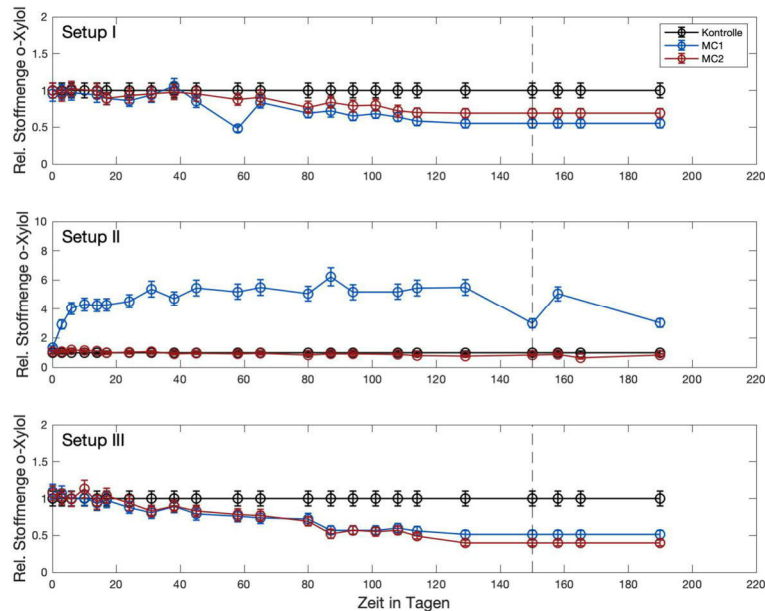 Setup I
Kontrolle
MC1
MC2
Rel. Stoffmenge o-Xylol
2
1.5
1
0.5
0
0 20 40 60 80 100 120 140 160 180 200 220
Setup II
Rel. Stoffmenge o-Xylol
10
8
6
4
2
0
0 20 40 60 80 100 120 140 160 180 200 220
Setup III
Rel. Stoffmenge o-Xylol
2
1.5
1
0.5
0
0 20 40 60 80 100 120 140 160 180 200 220
Zeit in Tagen